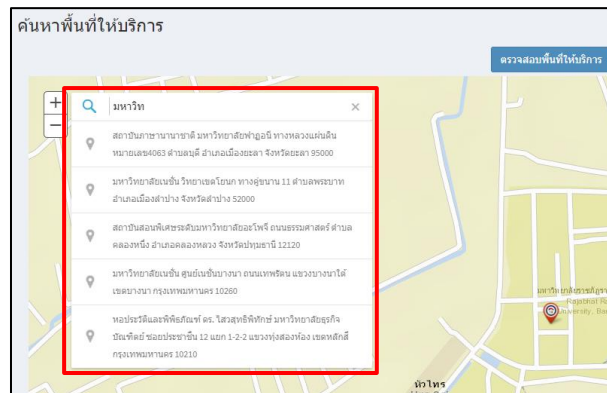 ค้นหาพื้นที่ให้บริการ
ตรวจสอบพื้นที่ให้บริการ
+
−
มหาวิท
×
สถาบันภาษานานาชาติ มหาวิทยาลัยฟาฏอนี ทางหลวงแผ่นดิน
หมายเลข4063 ตำบลบุดี อำเภอเมืองยะลา จังหวัดยะลา 95000
มหาวิทยาลัยเนชั่น วิทยาเขตโยนก ทางคู่ขนาน 11 ตำบลพระบาท
อำเภอเมืองลำปาง จังหวัดลำปาง 52000
สถาบันสอนพิเศษระดับมหาวิทยาลัยอะโพจี ถนนธรรมศาสตร์ ตำบล
คลองหนึ่ง อำเภอคลองหลวง จังหวัดปทุมธานี 12120
มหาวิทยาลัยเนชั่น ศูนย์เนชั่นบางนา ถนนเทพรัตน แขวงบางนาใต้
เขตบางนา กรุงเทพมหานคร 10260
หอประวัติและพิพิธภัณฑ์ ดร. ไสวสุทธิพิทักษ์ มหาวิทยาลัยธุรกิจ
บัณฑิตย์ ซอยประชาชื่น 12 แยก 1-2-2 แขวงทุ่งสองห้อง เขตหลักสี่
กรุงเทพมหานคร 10210
มหาวิทยาลัยราชภัฏรา
Rajabhat Ra
University, Ba
หัวไทร